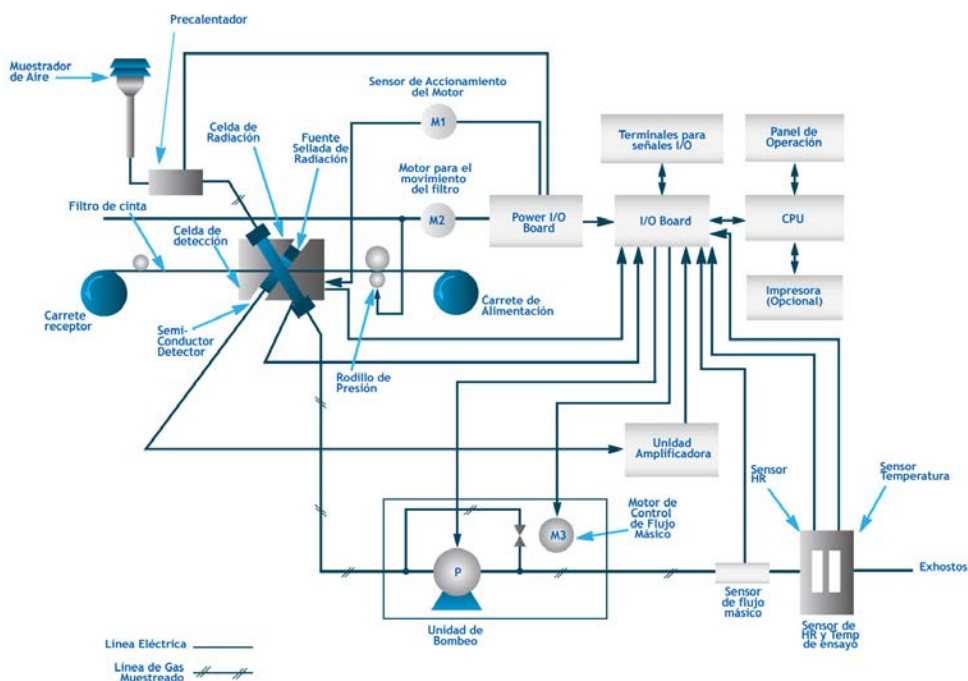 Precalentador
Muestrador
de Aire
Sensor de Accionamiento
del Motor
M1
Celda de
Radiación
Fuente
Sellada de
Radiación
Terminales para
señales I/O
Panel de
Operación
Motor para el
movimiento
del filtro
M2
Power I/O
Board
I/O Board
CPU
Filtro de cinta
Celda de
detección
Impresora
(Opcional)
Carrete
receptor
Carrete de
Alimentación
Semi-
Conductor
Detector
Rodillo de
Presión
Unidad
Amplificadora
Sensor
HR
Sensor
Temperatura
Motor de
Control
de Flujo
Másico
M3
P
Exhostos
Sensor
de flujo
másico
Unidad de
Bombeo
Sensor de
HR y Temp
de ensayo
Línea Eléctrica
Línea de Gas
Muestreado